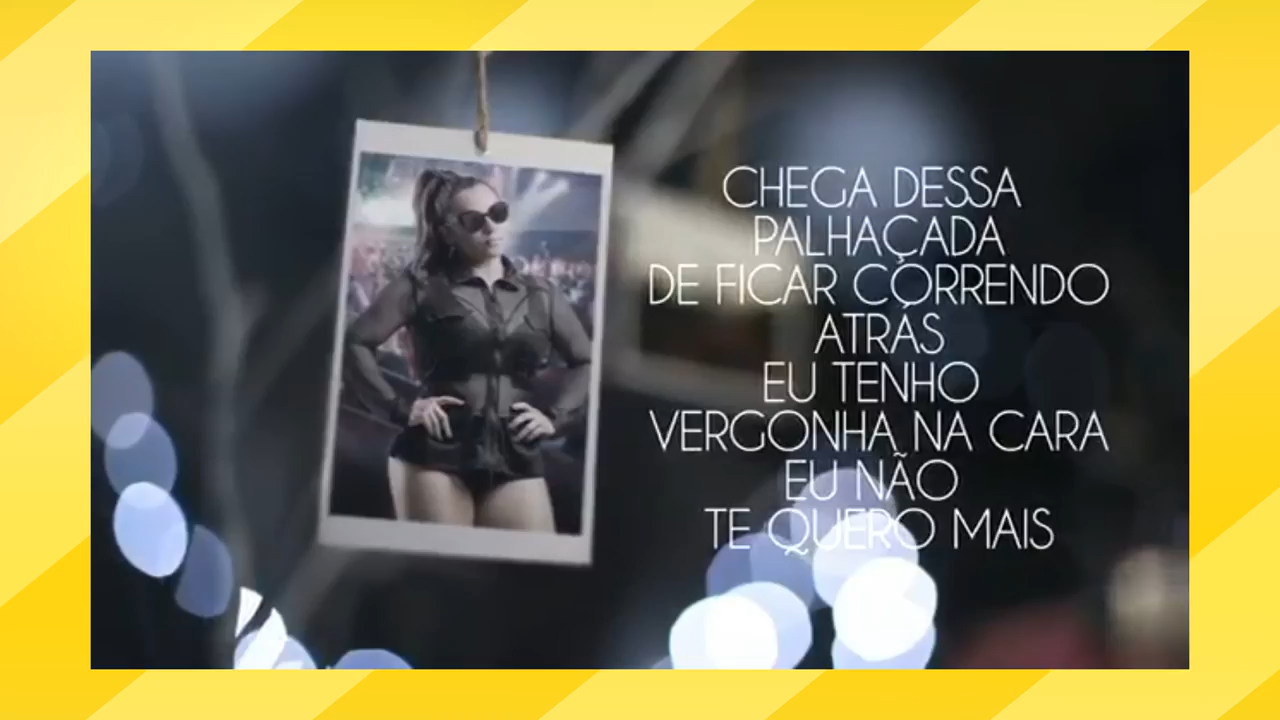 CHEGA DESSA
PALHAÇADA
DE FICAR CORRENDO
ATRÁS
EU TENHO
VERGONHA NA CARA
EU NÃO
TE QUERO MAIS